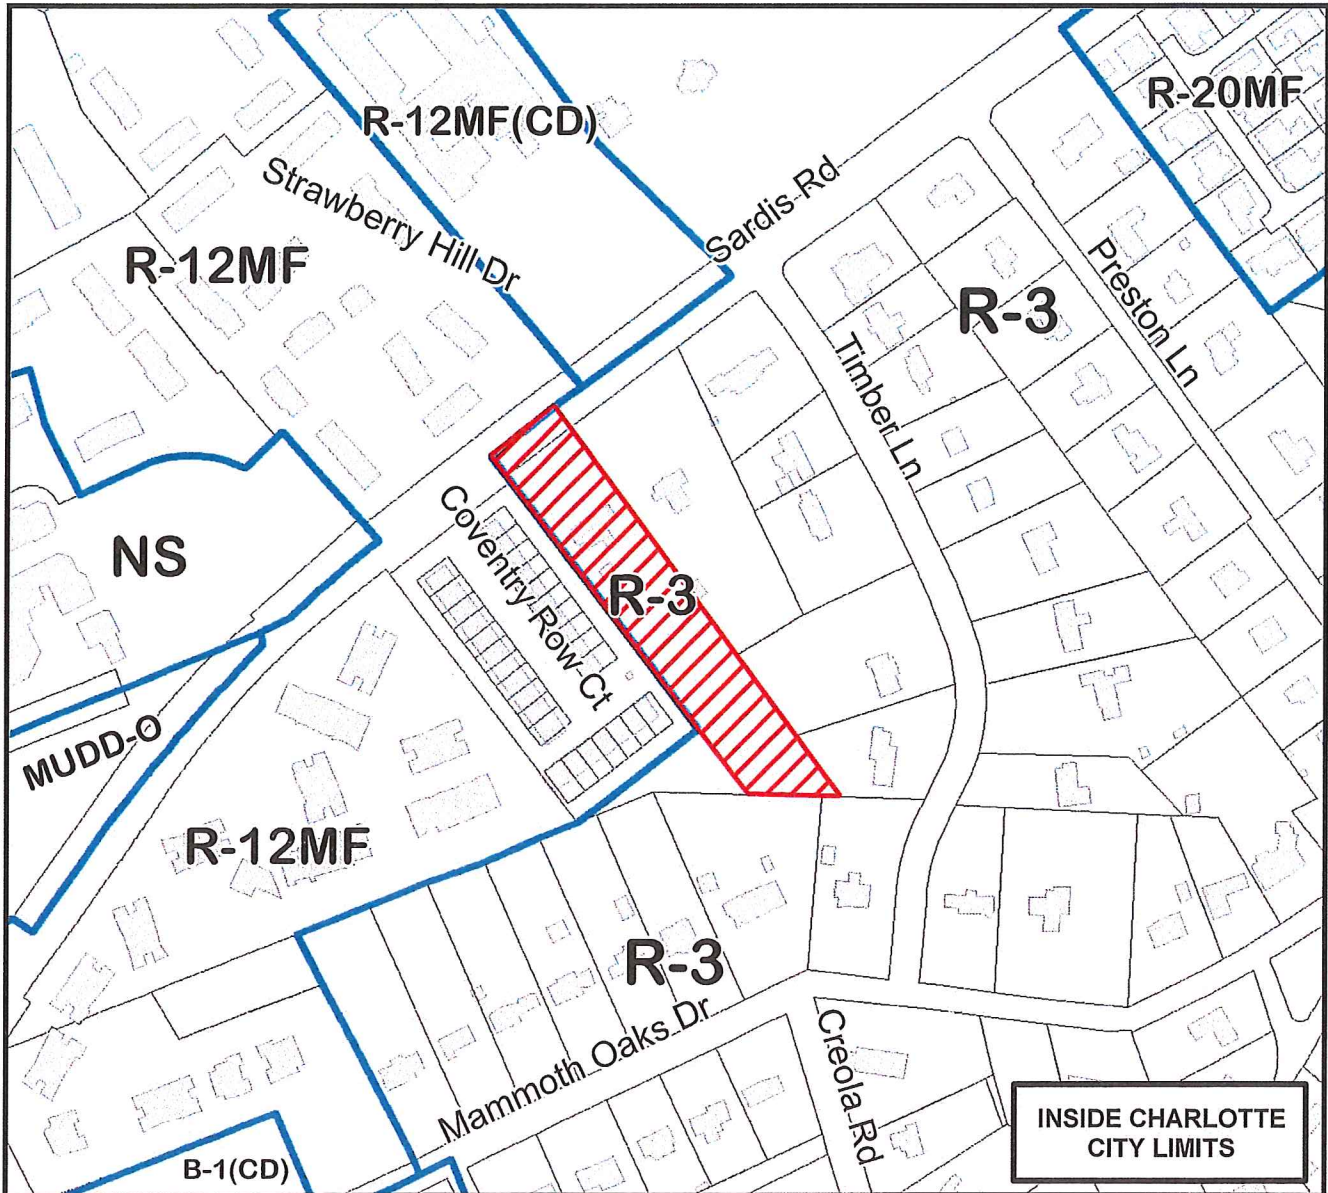 R-20MF
R-12MF(CD)
Strawberry Hill Dr
Sardis Rd
R-12MF
R-3
Preston Ln
Timber Ln
NS
Coventry Row Ct
R-3
MUDD-O
R-12MF
R-3
Mammoth Oaks Dr
Creola Rd
B-1(CD)
INSIDE CHARLOTTE
CITY LIMITS